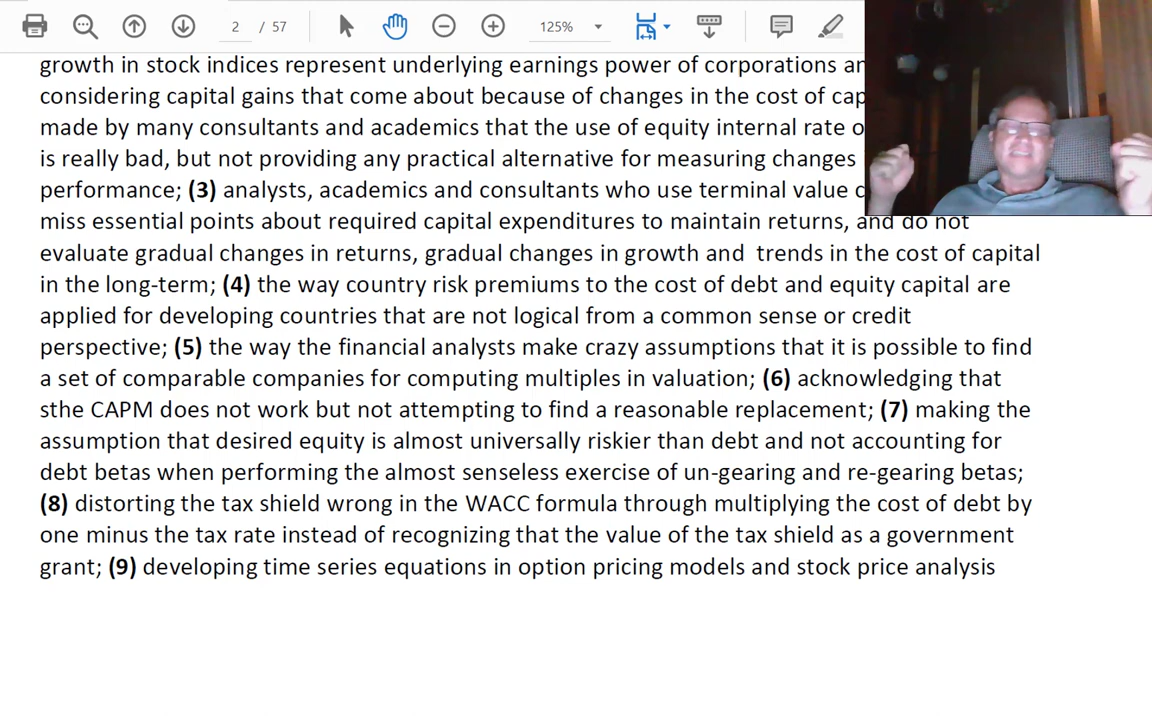 2 / 57
125%
growth in stock indices represent underlying earnings power of corporations
considering capital gains that come about because of changes in the cost of
made by many consultants and academics that the use of equity internal rate
is really bad, but not providing any practical alternative for measuring changes
performance; (3) analysts, academics and consultants who use terminal value
miss essential points about required capital expenditures to maintain returns, and do not
evaluate gradual changes in returns, gradual changes in growth and trends in the cost of capital
in the long-term; (4) the way country risk premiums to the cost of debt and equity capital are
applied for developing countries that are not logical from a common sense or credit
perspective; (5) the way the financial analysts make crazy assumptions that it is possible to find
a set of comparable companies for computing multiples in valuation; (6) acknowledging that
sthe CAPM does not work but not attempting to find a reasonable replacement; (7) making the
assumption that desired equity is almost universally riskier than debt and not accounting for
debt betas when performing the almost senseless exercise of un-gearing and re-gearing betas;
(8) distorting the tax shield wrong in the WACC formula through multiplying the cost of debt by
one minus the tax rate instead of recognizing that the value of the tax shield as a government
grant; (9) developing time series equations in option pricing models and stock price analysis